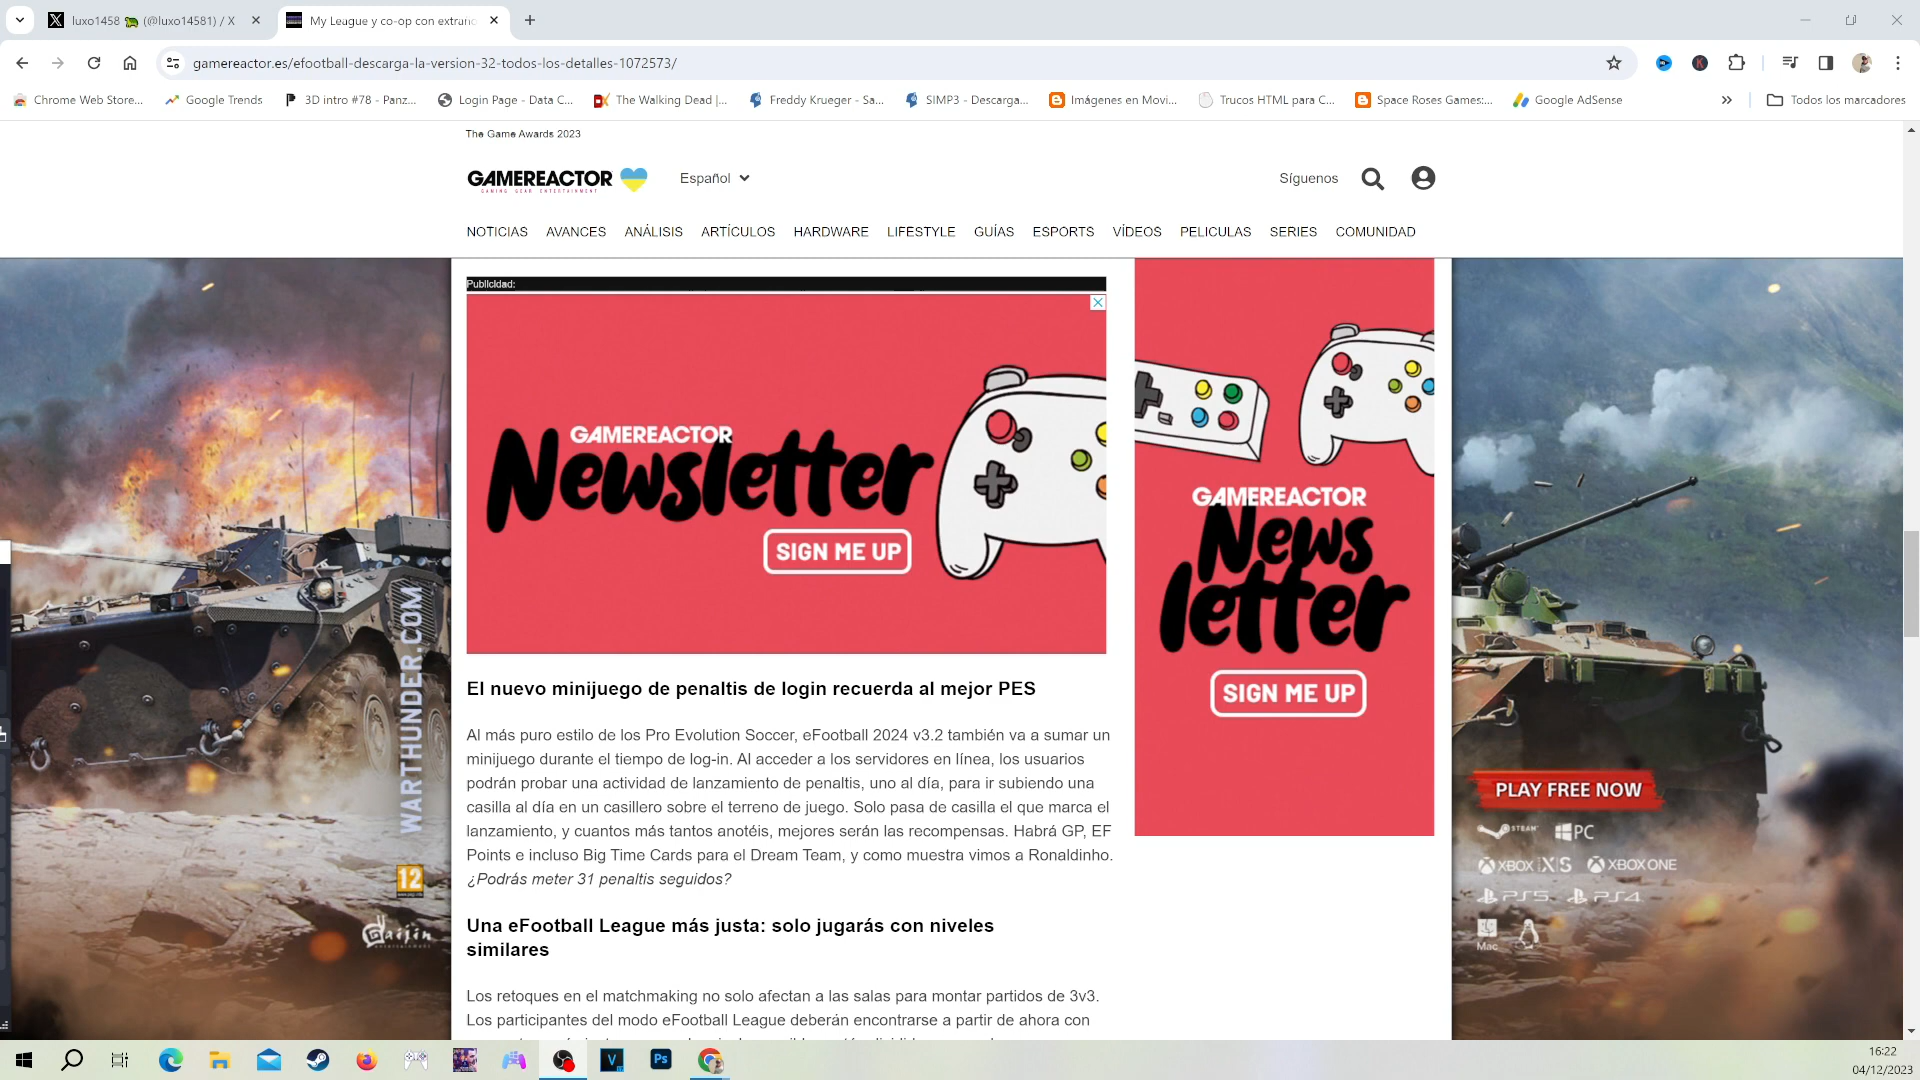 luxo1458 (@luxo14581) / X
My League y co-op con extraño
gamereactor.es/efootball-descarga-la-version-32-todos-los-detalles-1072573/
Chrome Web Store...
Google Trends
3D intro #78 - Panz...
Login Page - Data C...
The Walking Dead |...
Freddy Krueger - Sa...
SIMP3 - Descarga...
Imágenes en Movi...
Trucos HTML para C...
Space Roses Games:...
Google AdSense
Todos los marcadores
The Game Awards 2023
GAMEREACTOR
GAMING GEAR ENTERTAINMENT
Español
Síguenos
NOTICIAS AVANCES ANÁLISIS ARTÍCULOS HARDWARE LIFESTYLE GUÍAS ESPORTS VÍDEOS PELICULAS SERIES COMUNIDAD
Publicidad:
GAMEREACTOR
Newsletter
SIGN ME UP
GAMEREACTOR
News
letter
SIGN ME UP
El nuevo minijuego de penaltis de login recuerda al mejor PES
Al más puro estilo de los Pro Evolution Soccer, eFootball 2024 v3.2 también va a sumar un
minijuego durante el tiempo de log-in. Al acceder a los servidores en línea, los usuarios
podrán probar una actividad de lanzamiento de penaltis, uno al día, para ir subiendo una
casilla al día en un casillero sobre el terreno de juego. Solo pasa de casilla el que marca el
lanzamiento, y cuantos más tantos anotéis, mejores serán las recompensas. Habrá GP, EF
Points e incluso Big Time Cards para el Dream Team, y como muestra vimos a Ronaldinho.
¿Podrás meter 31 penaltis seguidos?
Una eFootball League más justa: solo jugarás con niveles
similares
Los retoques en el matchmaking no solo afectan a las salas para montar partidos de 3v3.
Los participantes del modo eFootball League deberán encontrarse a partir de ahora con
WARTHUNDER.COM
12
Gaijin
PLAY FREE NOW
STEAM PC
XBOX SERIES X|S XBOX ONE
PS5 PS4
Mac
16:22
04/12/2023